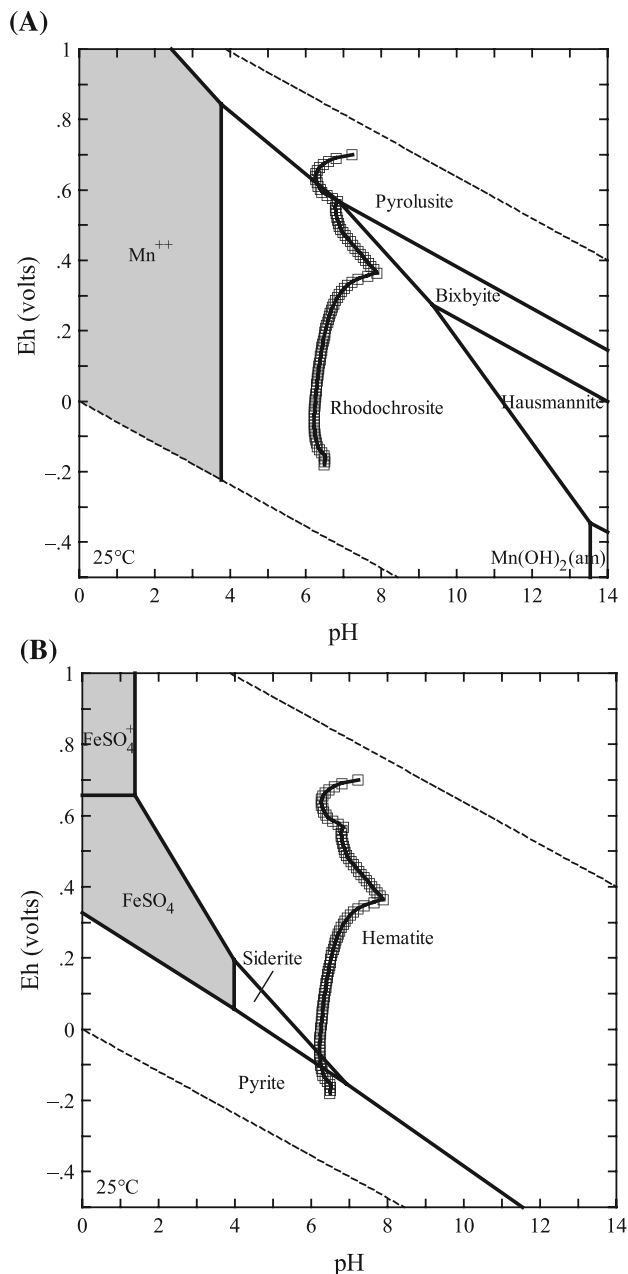 (A)
1
.8
.6
.4
.2
0
–.2
–.4
Eh (volts)
Mn++
Pyrolusite
Bixbyite
Hausmannite
Rhodochrosite
Mn(OH)2(am)
25°C
0 2 4 6 8 10 12 14
pH
(B)
1
.8
.6
.4
.2
0
–.2
–.4
Eh (volts)
FeSO4+
FeSO4
Siderite
Hematite
Pyrite
25°C
0 2 4 6 8 10 12 14
pH